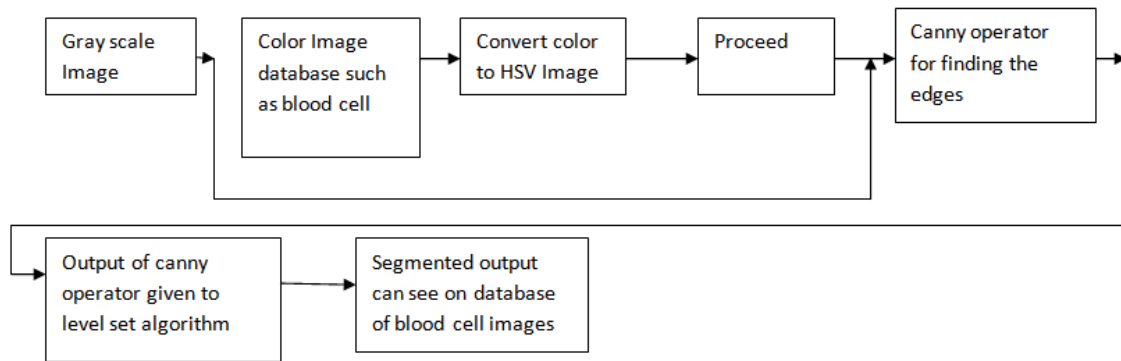 Gray scale
Image
Color Image
database such
as blood cell
Convert color
to HSV Image
Proceed
Canny operator
for finding the
edges
Output of canny
operator given to
level set algorithm
Segmented output
can see on database
of blood cell images